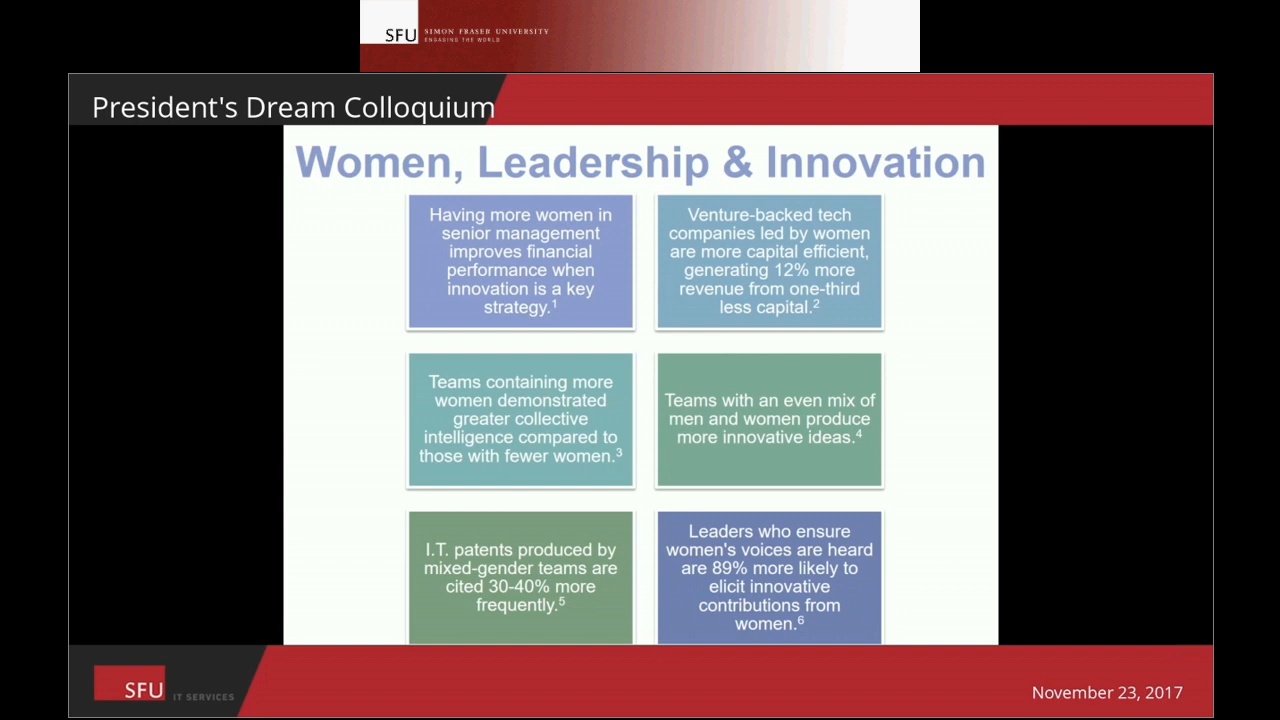 SFU SIMON FRASER UNIVERSITY
ENGAGING THE WORLD
President's Dream Colloquium
Women, Leadership & Innovation
Having more women in
senior management
improves financial
performance when
innovation is a key
strategy.1
Venture-backed tech
companies led by women
are more capital efficient,
generating 12% more
revenue from one-third
less capital.2
Teams containing more
women demonstrated
greater collective
intelligence compared to
those with fewer women.3
Teams with an even mix of
men and women produce
more innovative ideas.4
I.T. patents produced by
mixed-gender teams are
cited 30-40% more
frequently.5
Leaders who ensure
women's voices are heard
are 89% more likely to
elicit innovative
contributions from
women.6
SFU IT SERVICES
November 23, 2017